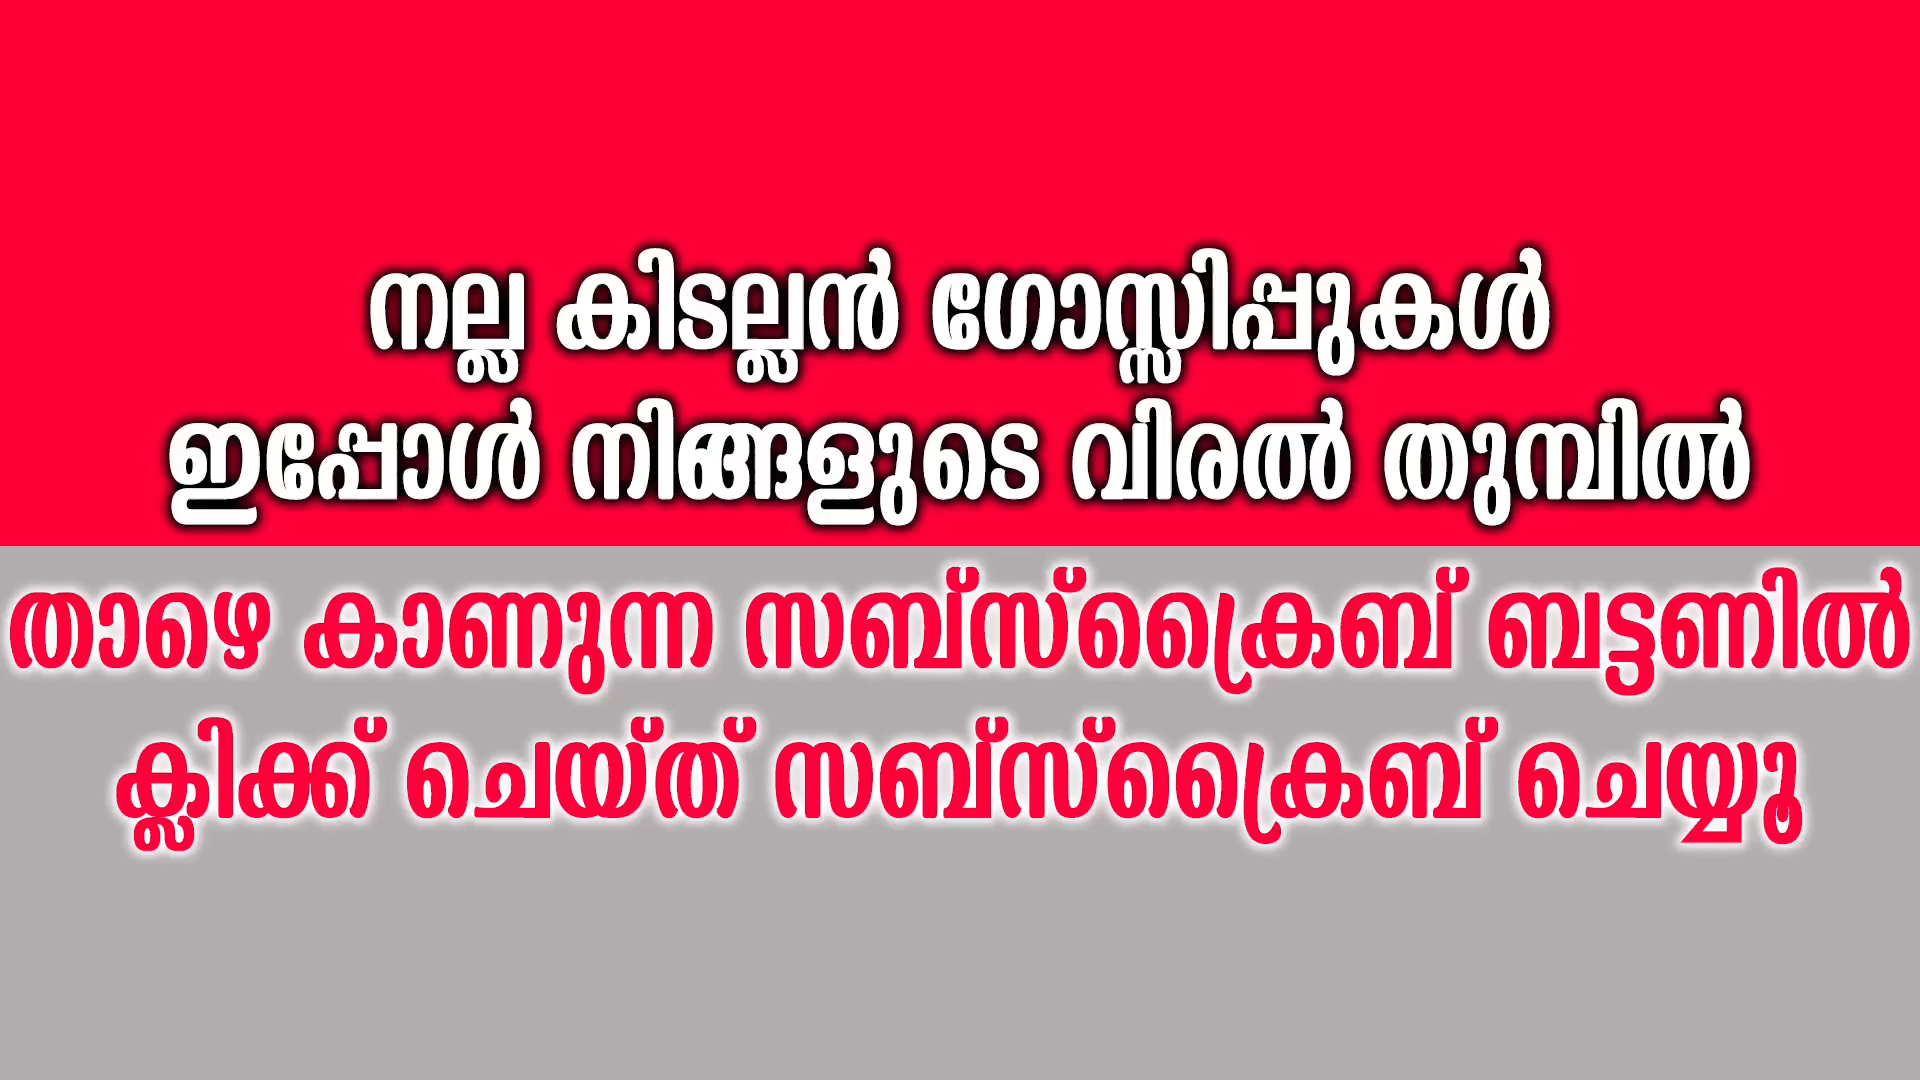 നല്ല കിടല്ലൻ ഗോസ്സിപ്പുകൾ
ഇപ്പോൾ നിങ്ങളുടെ വിരൽ തുമ്പിൽ
താഴെ കാണുന്ന സബ്സ്ക്രൈബ് ബട്ടണിൽ
ക്ലിക്ക് ചെയ്ത് സബ്സ്ക്രൈബ് ചെയ്യൂ